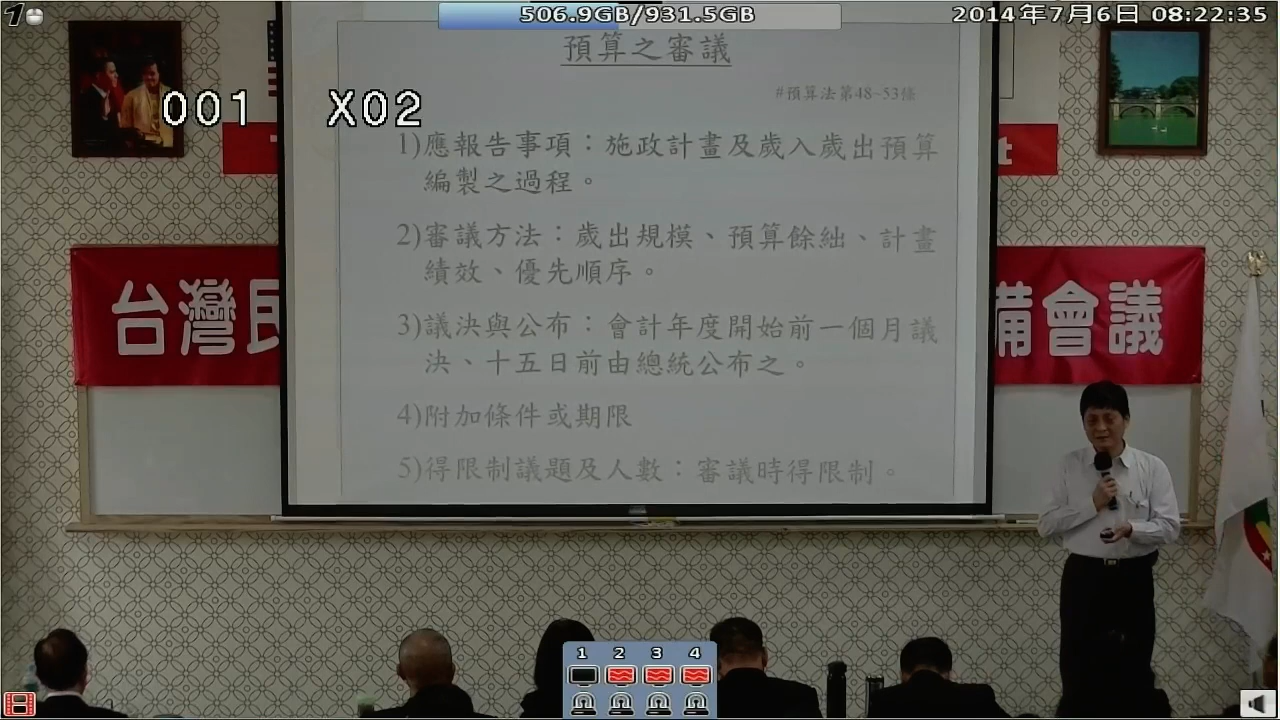 506.9GB/931.5GB
2014年7月6日 08:22:35
001 X02
預算之審議
#預算法第48~53條
1)應報告事項：施政計畫及歲入歲出預算
編製之過程。
2)審議方法：歲出規模、預算餘絀、計畫
績效、優先順序。
3)議決與公布：會計年度開始前一個月議
決、十五日前由總統公布之。
4)附加條件或期限
5)得限制議題及人數：審議時得限制。
台灣民
備會議
1 2 3 4